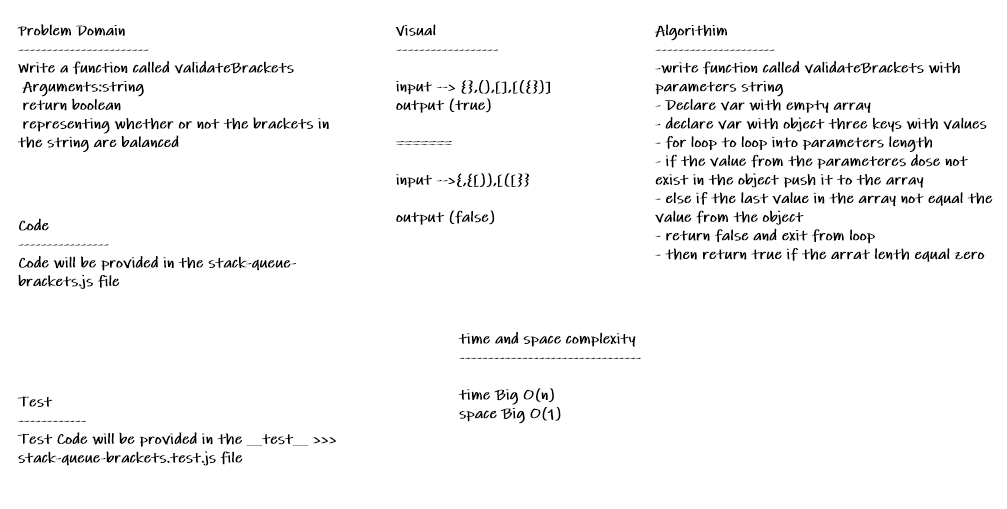 Problem Domain
-----------------------
Write a function called validateBrackets
Arguments:string
return boolean
representing whether or not the brackets in
the string are balanced
Code
----------------
Code will be provided in the stack-queue-
brackets.js file
Test
------------
Test Code will be provided in the __test__ >>>
stack-queue-brackets.test.js file
Visual
------------------
input --> {},(),[],[({})]
output (true)
=======
input -->{,{[)),[([}}
output (false)
time and space complexity
---------------------------------
time Big O(n)
space Big O(1)
Algorithim
---------------------
-write function called validateBrackets with
parameters string
- Declare var with empty array
- declare var with object three keys with values
- for loop to loop into parameters length
- if the value from the parameteres dose not
exist in the object push it to the array
- else if the last value in the array not equal the
value from the object
- return false and exit from loop
- then return true if the arrat lenth equal zero